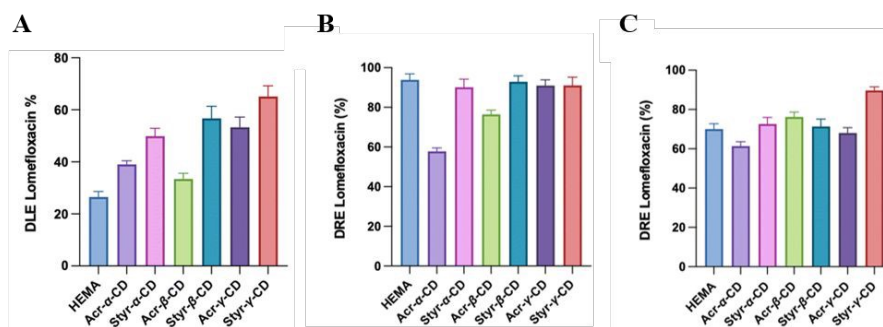 A
B
C
DLE Lomefloxacin %
80
60
40
20
0
HEMA
Acr-α-CD
Styr-α-CD
Acr-β-CD
Styr-β-CD
Acr-γ-CD
Styr-γ-CD
DRE Lomefloxacin (%)
100
80
60
40
20
0
HEMA
Acr-α-CD
Styr-α-CD
Acr-β-CD
Styr-β-CD
Acr-γ-CD
Styr-γ-CD
DRE Lomefloxacin (%)
100
80
60
40
20
0
HEMA
Acr-α-CD
Styr-α-CD
Acr-β-CD
Styr-β-CD
Acr-γ-CD
Styr-γ-CD